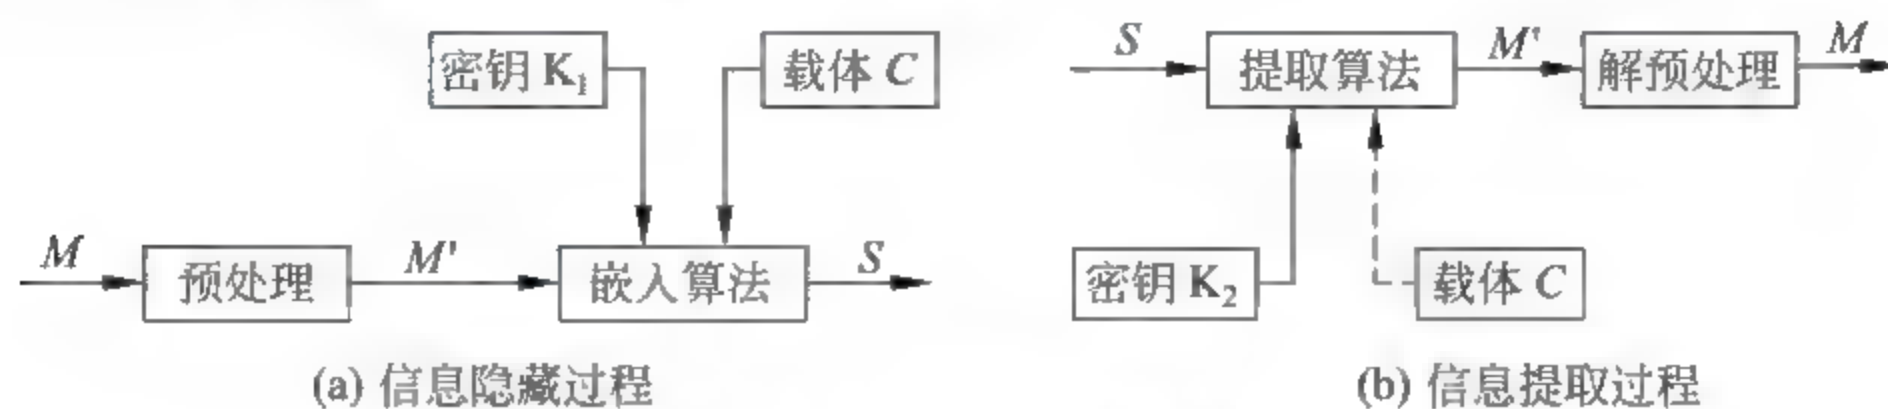 密钥 K₁
载体 C
M
预处理
M'
嵌入算法
S
(a) 信息隐藏过程
S
提取算法
M'
解预处理
M
密钥 K₂
载体 C
(b) 信息提取过程